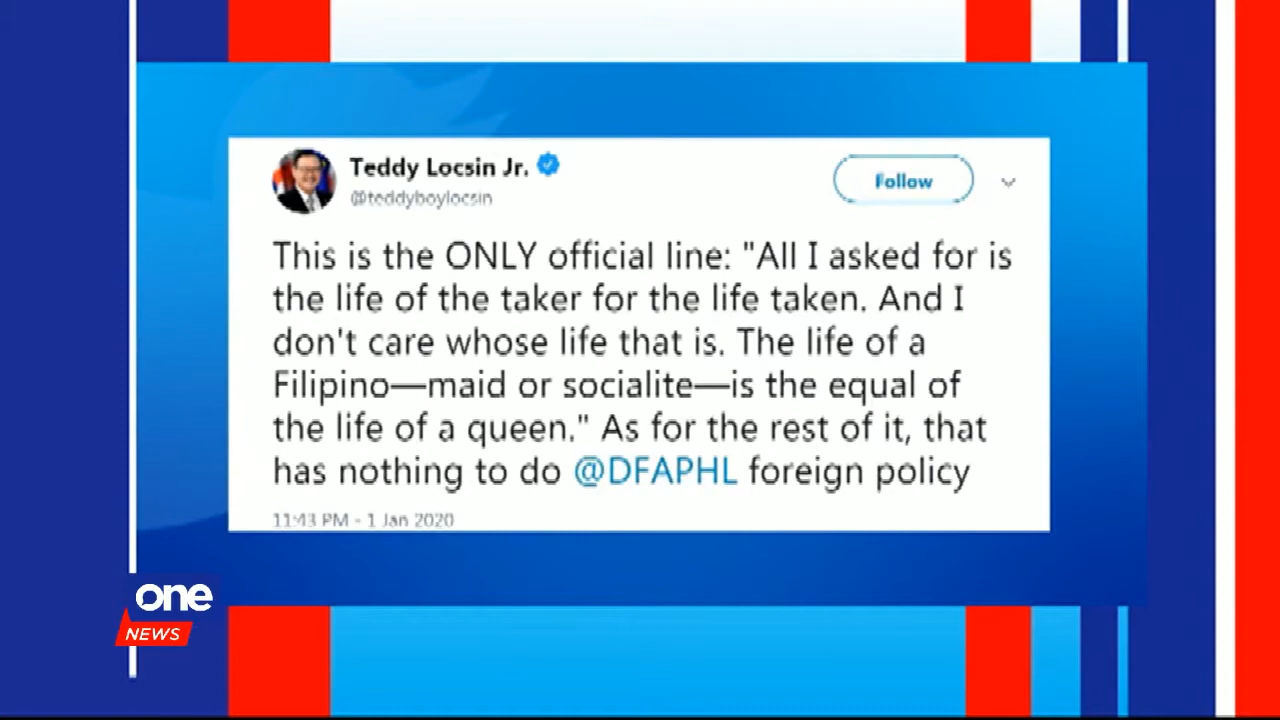 Teddy Locsin Jr.
@teddyboylocsin
Follow
This is the ONLY official line: "All I asked for is
the life of the taker for the life taken. And I
don't care whose life that is. The life of a
Filipino—maid or socialite—is the equal of
the life of a queen." As for the rest of it, that
has nothing to do @DFAPHL foreign policy
11:43 PM - 1 Jan 2020
one
NEWS